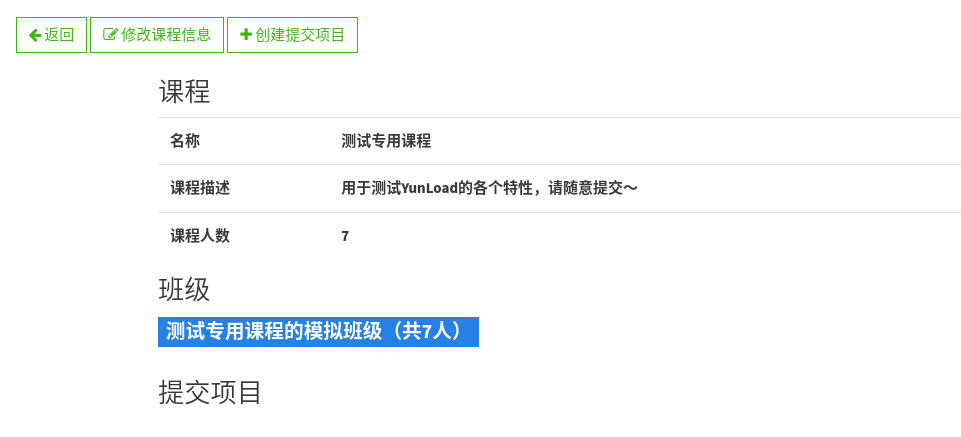 返回 修改课程信息 创建提交项目
课程
名称 测试专用课程
课程描述 用于测试YunLoad的各个特性，请随意提交～
课程人数 7
班级
测试专用课程的模拟班级（共7人）
提交项目